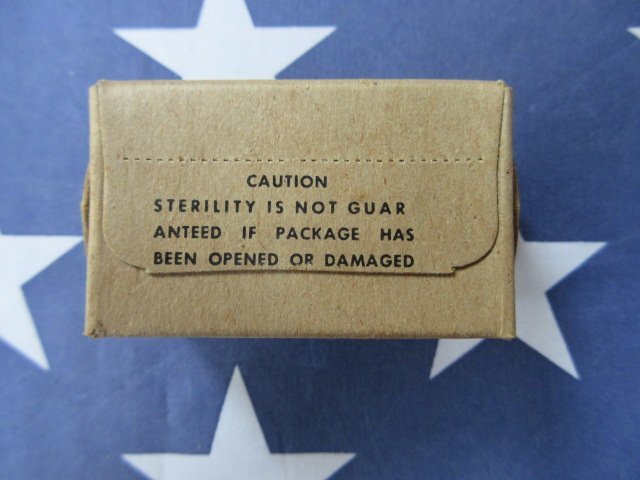 CAUTION
STERILITY IS NOT GUAR
ANTEED IF PACKAGE HAS
BEEN OPENED OR DAMAGED